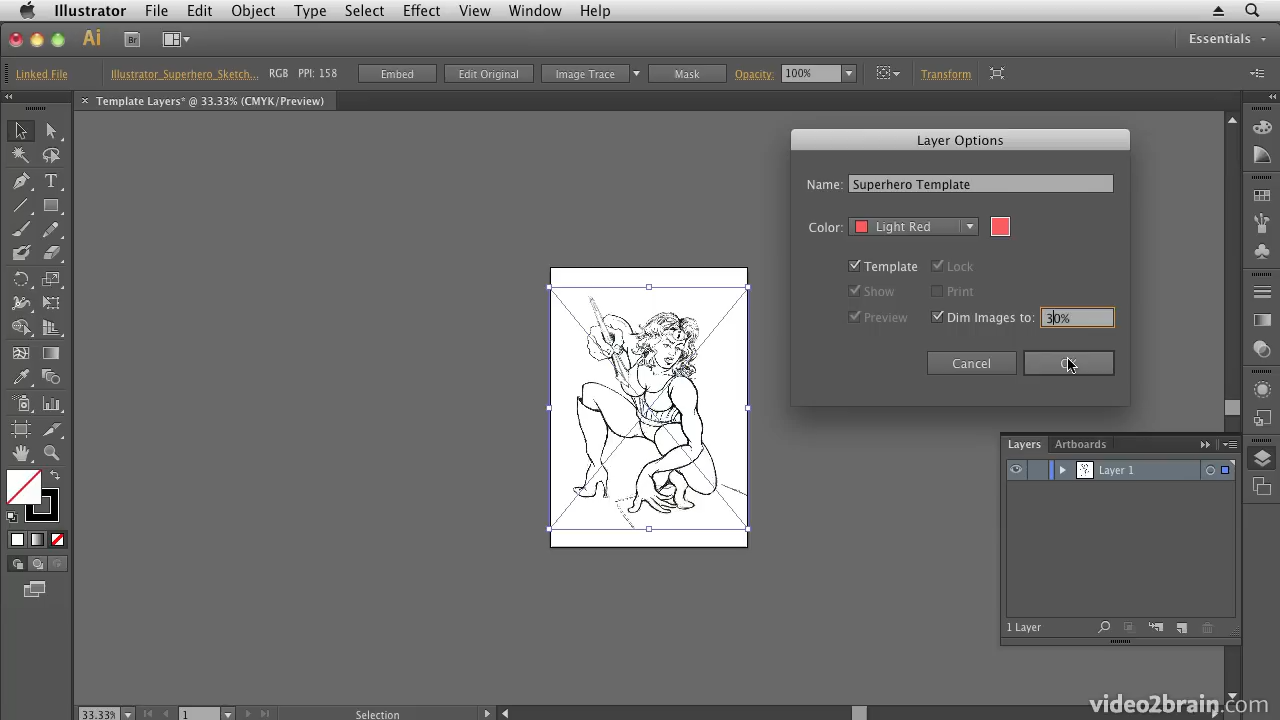 Illustrator File Edit Object Type Select Effect View Window Help
Ai Br Essentials
Linked File Illustrator_Superhero_Sketch... RGB PPI: 158 Embed Edit Original Image Trace Mask Opacity: 100% Transform
× Template Layers* @ 33.33% (CMYK/Preview)
Layer Options
Name: Superhero Template
Color: Light Red
Template Lock
Show Print
Preview Dim Images to: 30%
Cancel
Layers Artboards
Layer 1
1 Layer
33.33% 1 Selection
video2brain.com